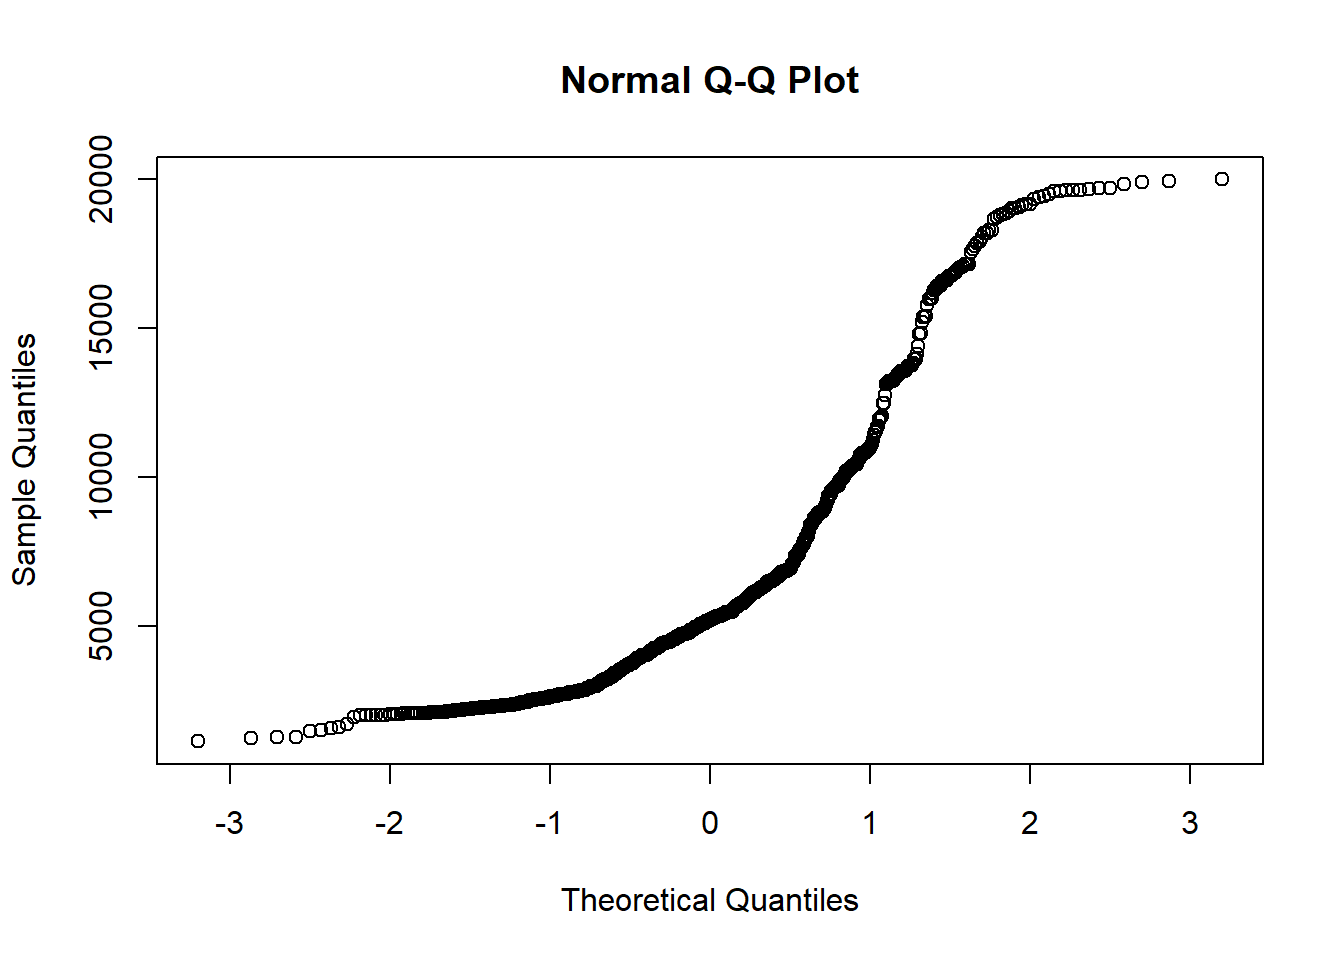 Normal Q-Q Plot
20000
15000
10000
5000
Sample Quantiles
-3 -2 -1 0 1 2 3
Theoretical Quantiles